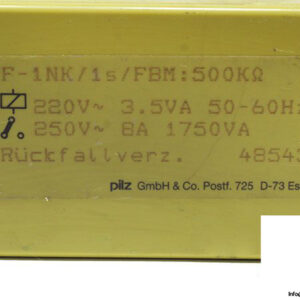 F-1NK/1s/FBM:500KΩ
220V~ 3.5VA 50-60H
250V~ 8A 1750VA
Rückfallverz. 4854
pilz GmbH & Co. Postf. 725 D-73 Es